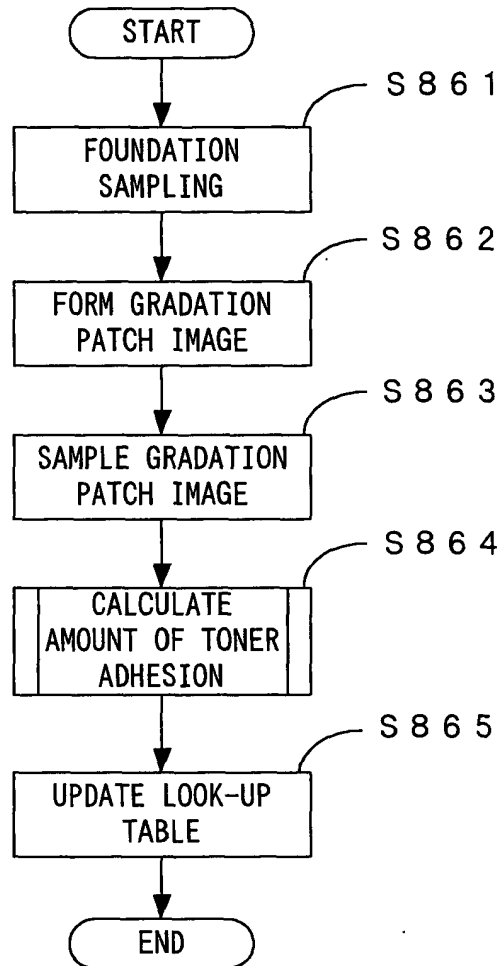 START
S861
FOUNDATION
SAMPLING
S862
FORM GRADATION
PATCH IMAGE
S863
SAMPLE GRADATION
PATCH IMAGE
S864
CALCULATE
AMOUNT OF TONER
ADHESION
S865
UPDATE LOOK-UP
TABLE
END